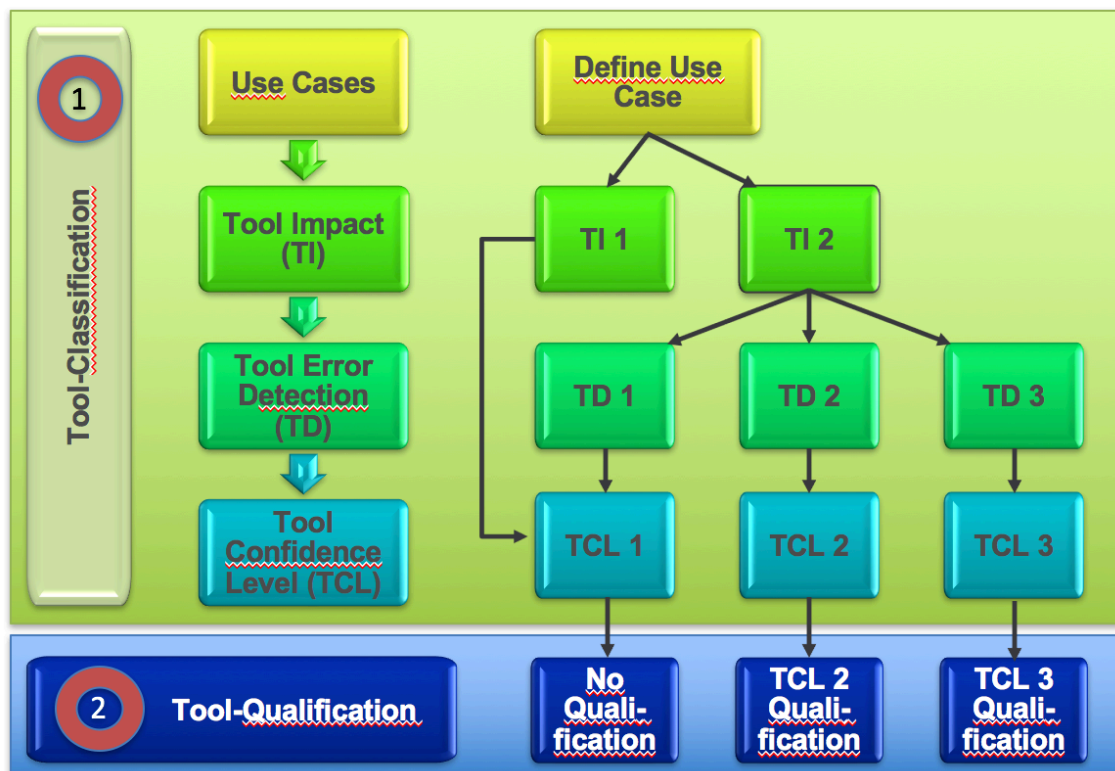 1
Tool-Classification
Use Cases
Define Use
Case
Tool Impact
(TI)
TI 1
TI 2
Tool Error
Detection
(TD)
TD 1
TD 2
TD 3
Tool
Confidence
Level (TCL)
TCL 1
TCL 2
TCL 3
2
Tool-Qualification
No
Quali-
fication
TCL 2
Quali-
fication
TCL 3
Quali-
fication